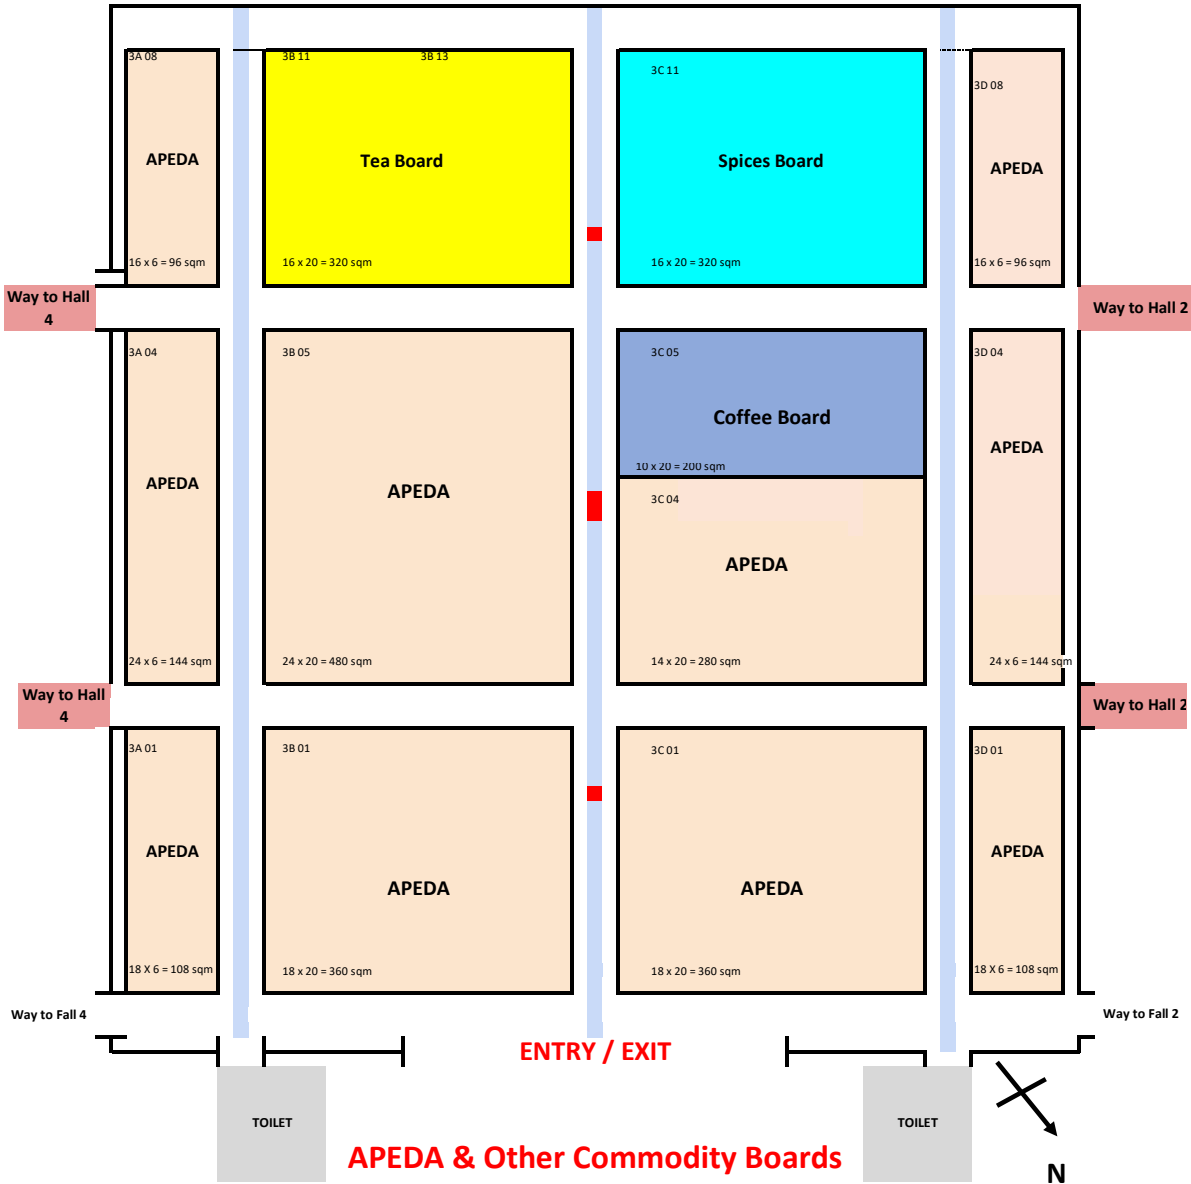 3A 08
3B 11
3B 13
3C 11
3D 08
APEDA
Tea Board
Spices Board
APEDA
16 x 6 = 96 sqm
16 x 20 = 320 sqm
16 x 20 = 320 sqm
16 x 6 = 96 sqm
Way to Hall
4
Way to Hall 2
3A 04
3B 05
3C 05
3D 04
Coffee Board
APEDA
10 x 20 = 200 sqm
APEDA
APEDA
3C 04
APEDA
24 x 6 = 144 sqm
24 x 20 = 480 sqm
14 x 20 = 280 sqm
24 x 6 = 144 sqm
Way to Hall
4
Way to Hall 2
3A 01
3B 01
3C 01
3D 01
APEDA
APEDA
APEDA
APEDA
18 X 6 = 108 sqm
18 x 20 = 360 sqm
18 x 20 = 360 sqm
18 X 6 = 108 sqm
Way to Fall 4
Way to Fall 2
ENTRY / EXIT
TOILET
TOILET
APEDA & Other Commodity Boards
N